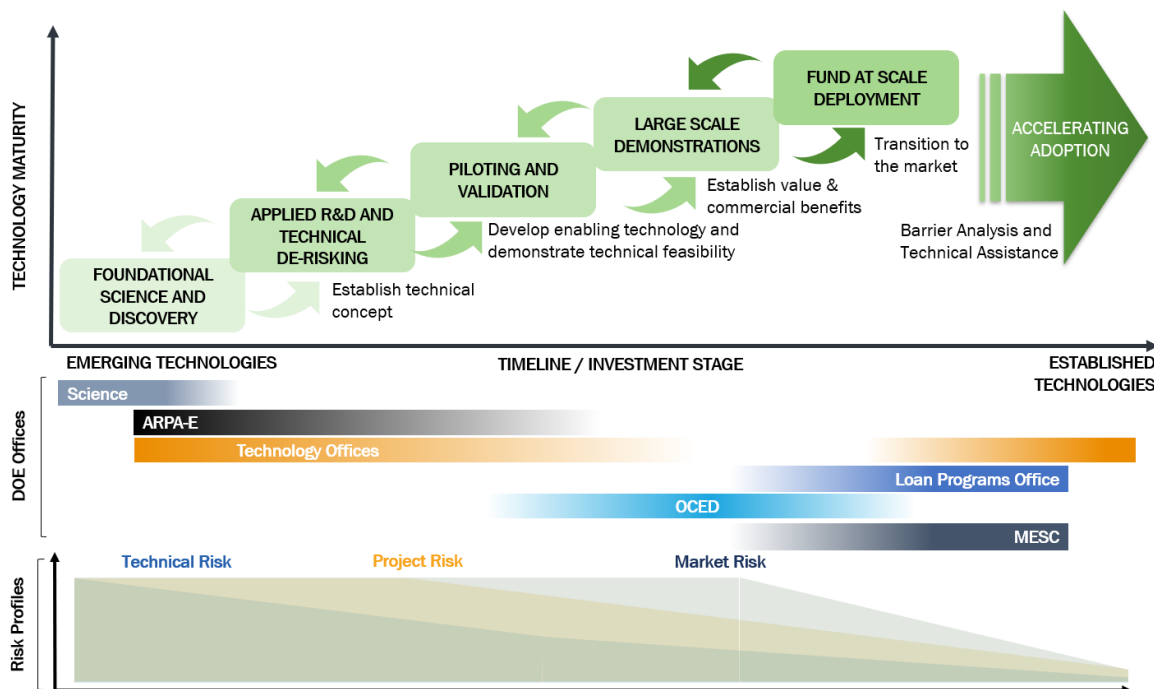 TECHNOLOGY MATURITY
FUND AT SCALE
DEPLOYMENT
LARGE SCALE
DEMONSTRATIONS
PILOTING AND
VALIDATION
APPLIED R&D AND
TECHNICAL
DE-RISKING
FOUNDATIONAL
SCIENCE AND
DISCOVERY
ACCELERATING
ADOPTION
Transition to
the market
Establish value &
commercial benefits
Develop enabling technology and
demonstrate technical feasibility
Establish technical
concept
Barrier Analysis and
Technical Assistance
EMERGING TECHNOLOGIES
TIMELINE / INVESTMENT STAGE
ESTABLISHED
TECHNOLOGIES
DOE Offices
Science
ARPA-E
Technology Offices
Loan Programs Office
OCED
MESC
Risk Profiles
Technical Risk
Project Risk
Market Risk